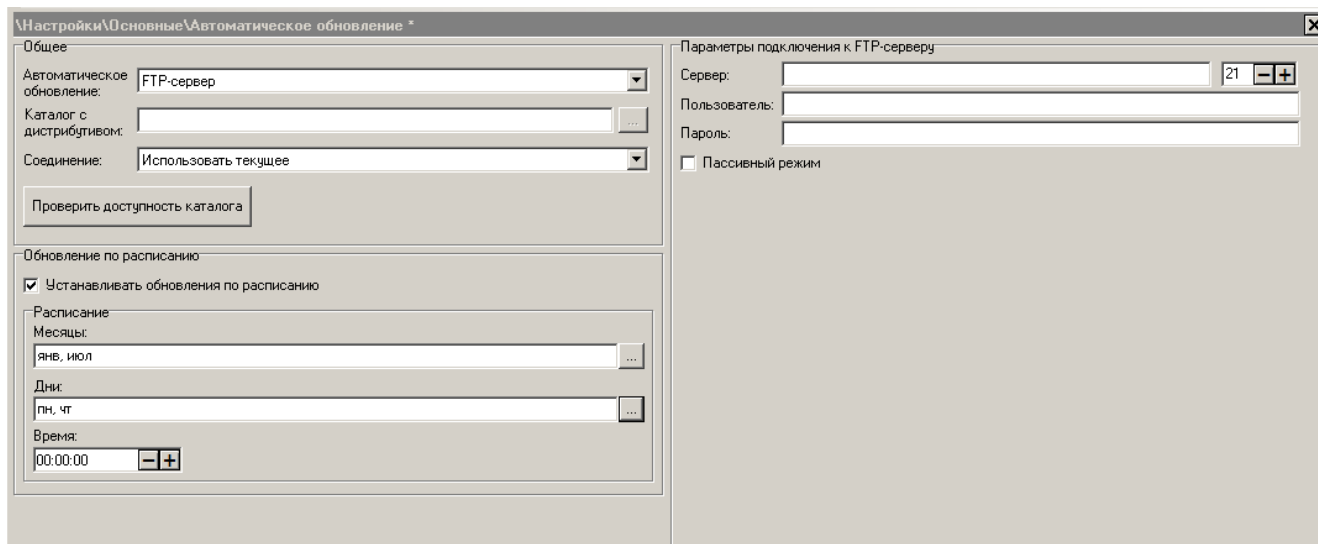 \Настройки\Основные\Автоматическое обновление *
Общее
Автоматическое
обновление:
FTP-сервер
Каталог с
дистрибутивом:
...
Соединение:
Использовать текущее
Проверить доступность каталога
Обновление по расписанию
Устанавливать обновления по расписанию
Расписание
Месяцы:
янв, июл
...
Дни:
пн, чт
...
Время:
00:00:00
Параметры подключения к FTP-серверу
Сервер:
21
Пользователь:
Пароль:
Пассивный режим